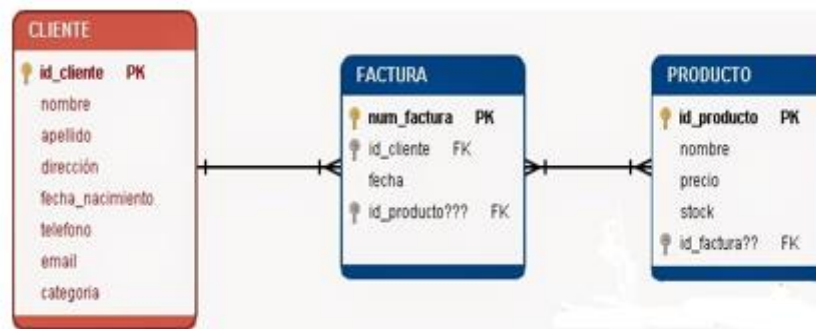 CLIENTE
id_cliente PK
nombre
apellido
dirección
fecha_nacimiento
telefono
email
categoria
FACTURA
num_factura PK
id_cliente FK
fecha
id_producto??? FK
PRODUCTO
id_producto PK
nombre
precio
stock
id_factura?? FK